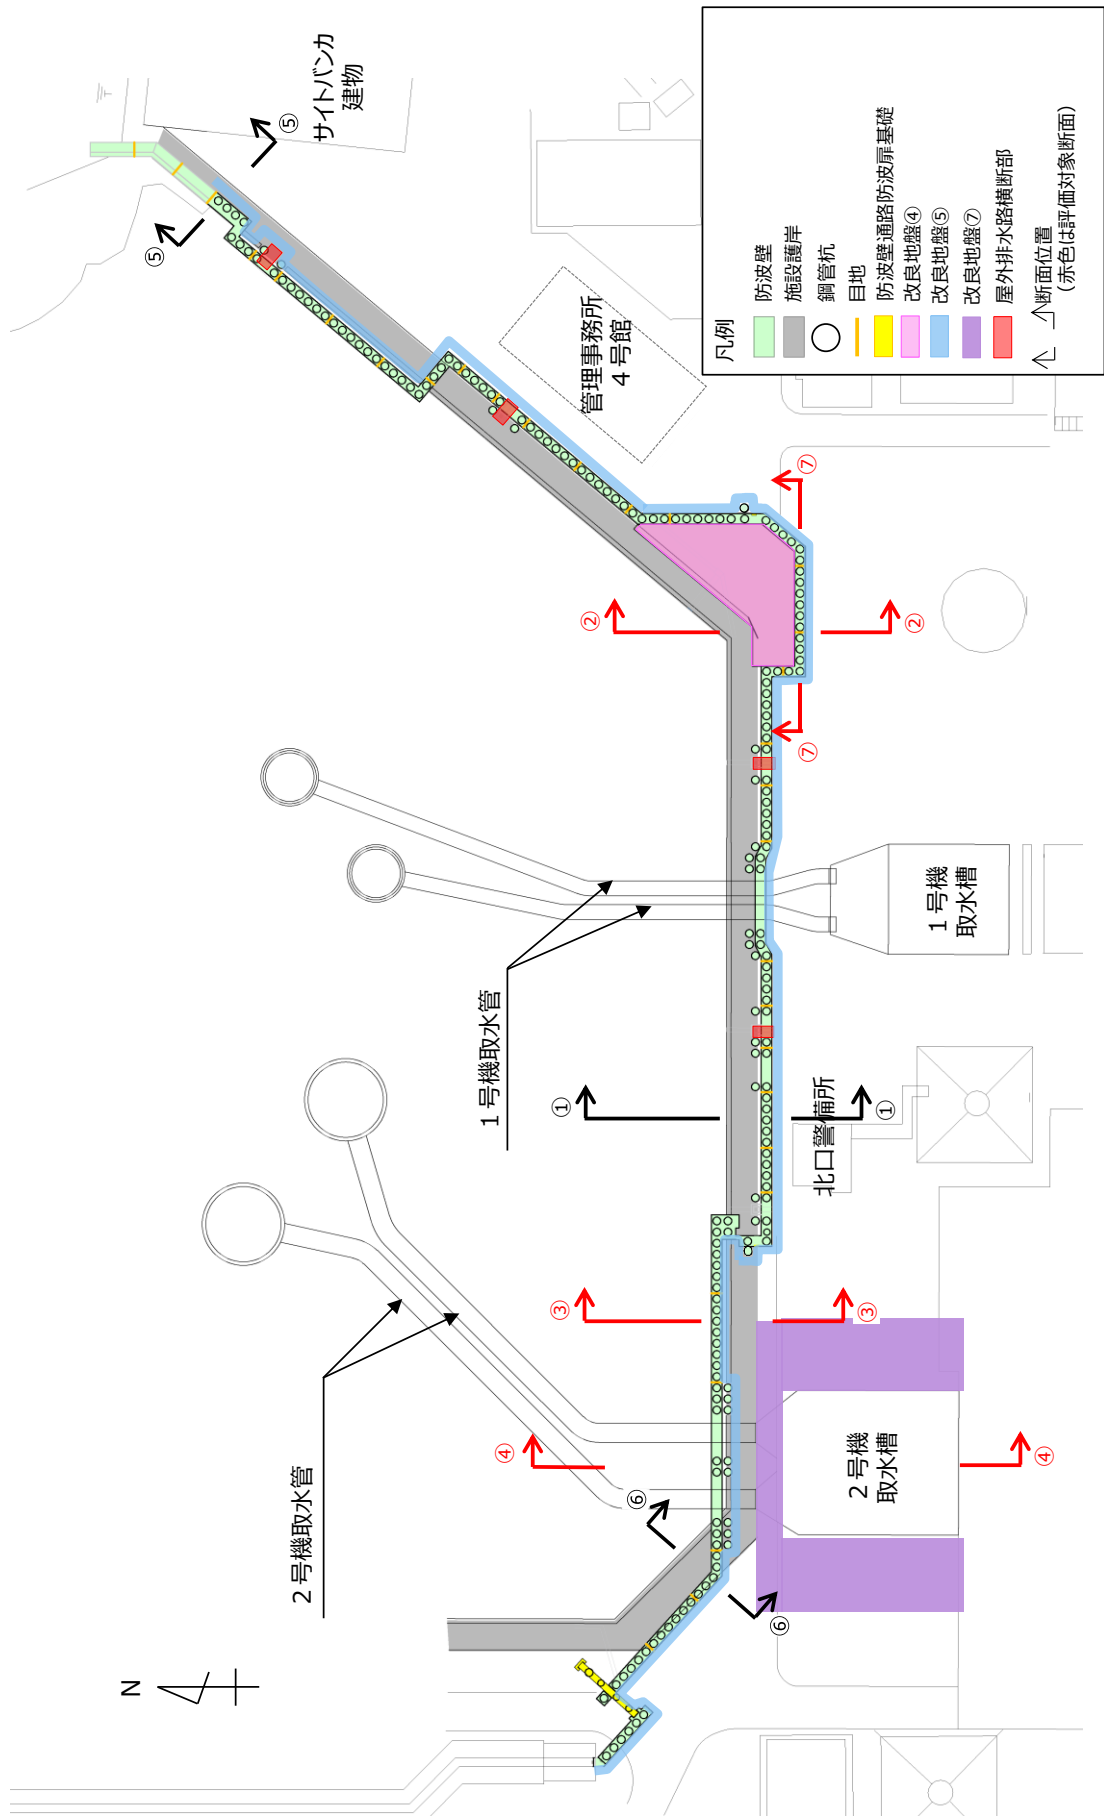 サイトバンカ
建物
⑤
⑤
管理事務所
４号館
凡例
防波壁
施設護岸
鋼管杭
目地
防波壁通路防波扉基礎
改良地盤④
改良地盤⑤
改良地盤⑦
屋外排水路横断部
断面位置
(赤色は評価対象断面)
⑦
⑦
②
②
１号機取水管
１号機
取水槽
①
①
北口警備所
③
③
２号機取水管
④
④
２号機
取水槽
⑥
⑥
N